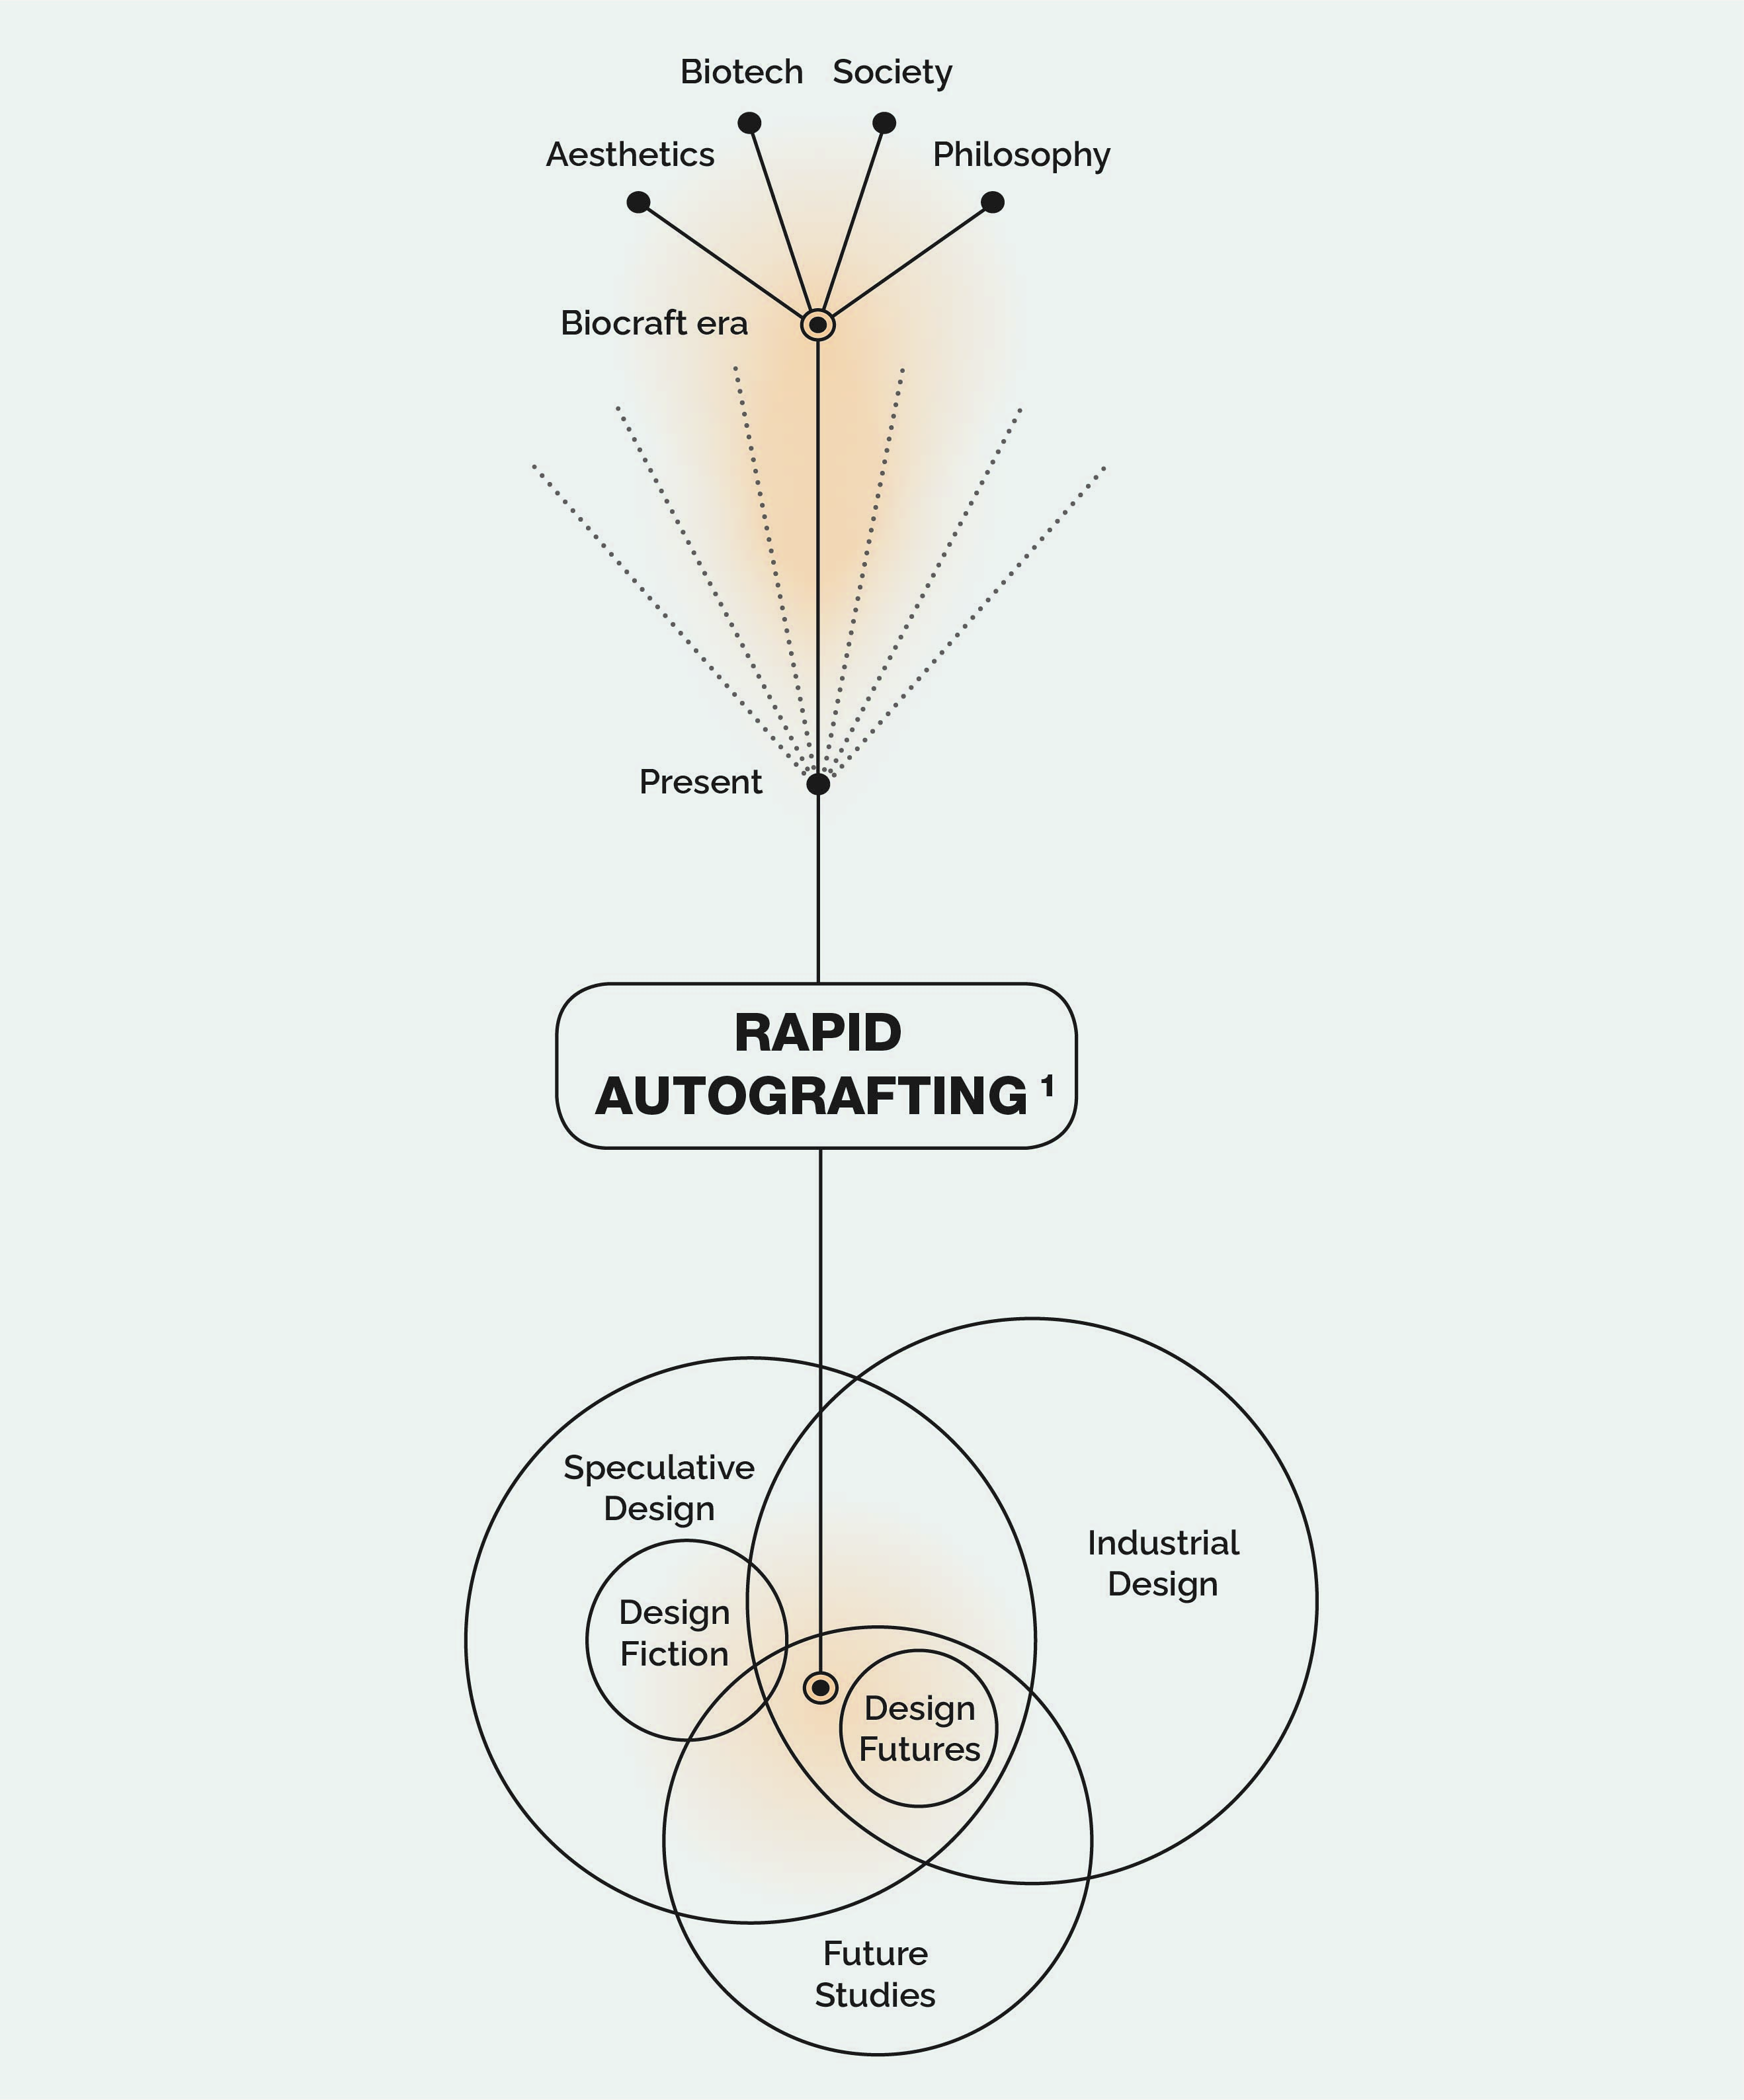 Biotech Society
Aesthetics
Philosophy
Biocraft era
Present
RAPID
AUTOGRAFTING ¹
Speculative
Design
Industrial
Design
Design
Fiction
Design
Futures
Future
Studies